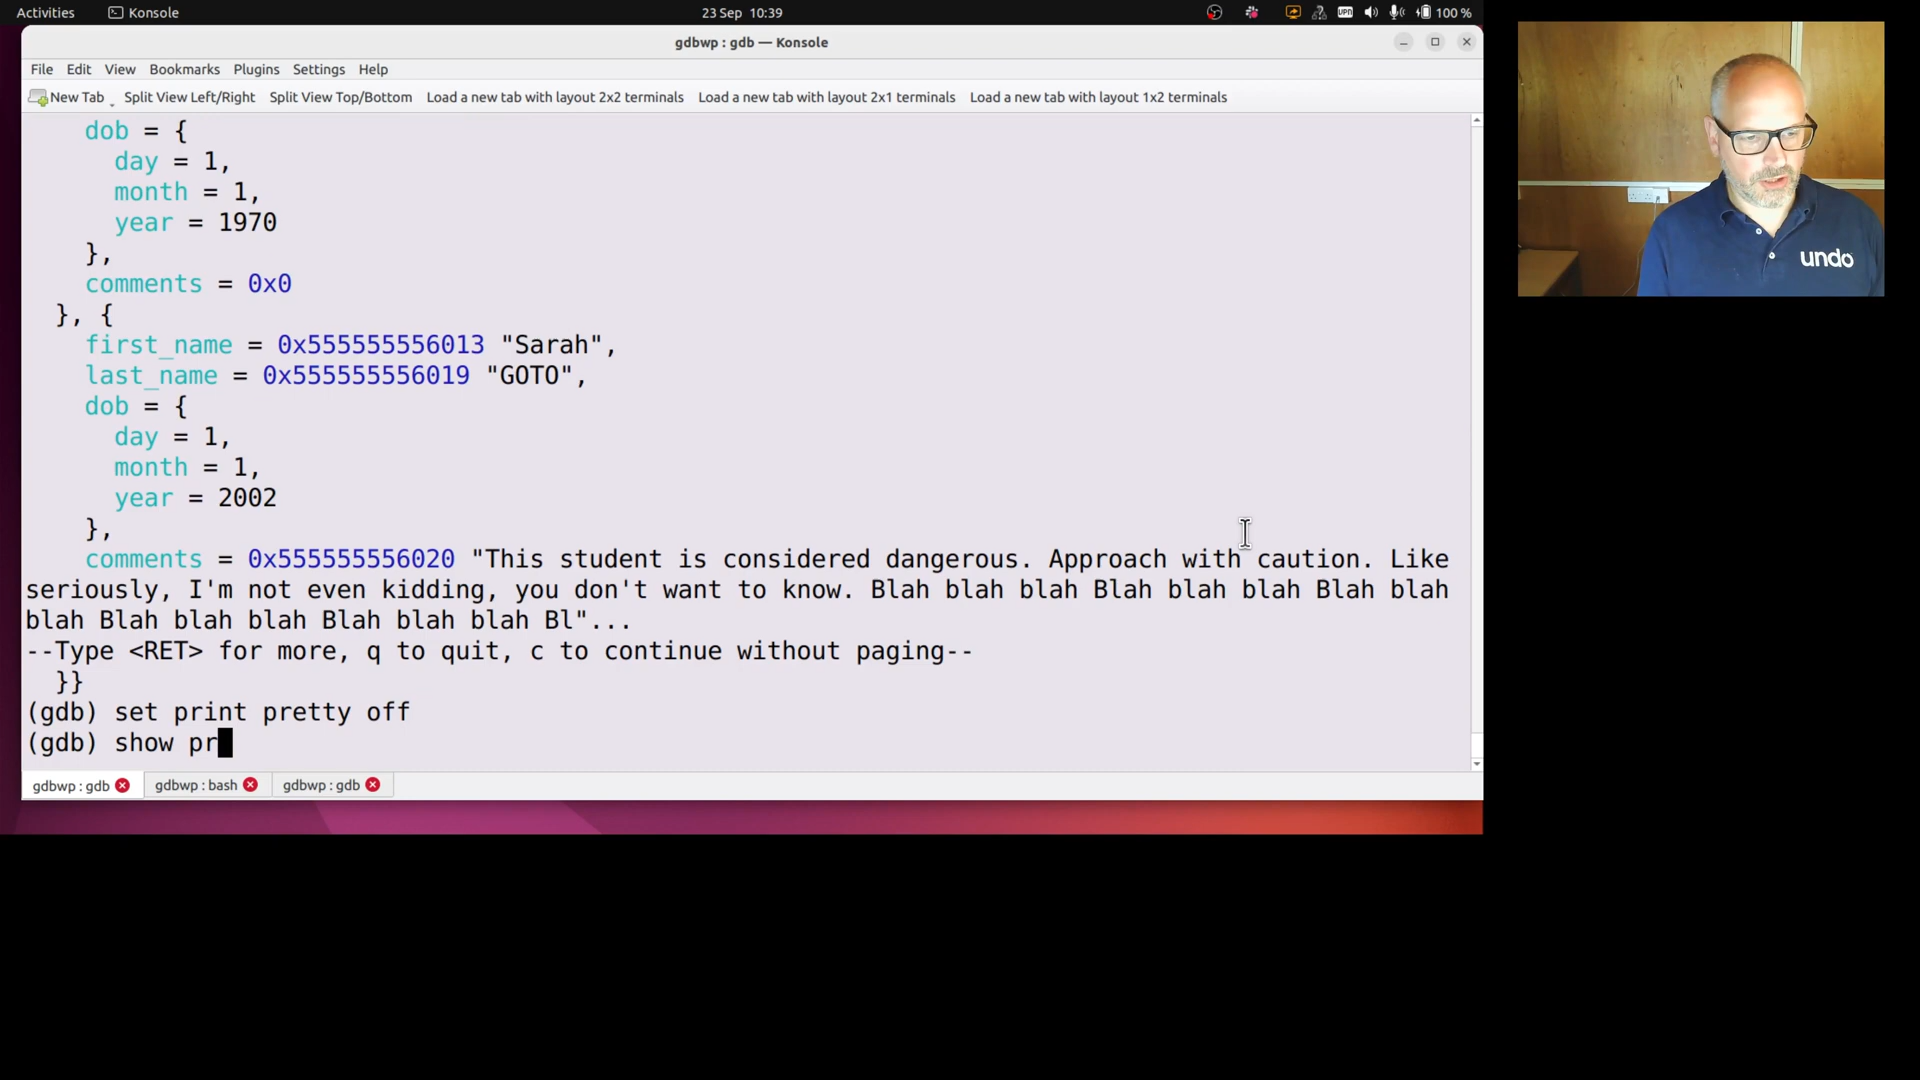 Activities
Konsole
23 Sep 10:39
100 %
gdbwp : gdb — Konsole
File Edit View Bookmarks Plugins Settings Help
New Tab Split View Left/Right Split View Top/Bottom Load a new tab with layout 2x2 terminals Load a new tab with layout 2x1 terminals Load a new tab with layout 1x2 terminals
dob = {
day = 1,
month = 1,
year = 1970
},
comments = 0x0
}, {
first_name = 0x555555556013 "Sarah",
last_name = 0x555555556019 "GOTO",
dob = {
day = 1,
month = 1,
year = 2002
},
comments = 0x555555556020 "This student is considered dangerous. Approach with caution. Like
seriously, I'm not even kidding, you don't want to know. Blah blah blah Blah blah blah Blah blah
blah Blah blah blah Blah blah blah Bl"...
--Type <RET> for more, q to quit, c to continue without paging--
}}
(gdb) set print pretty off
(gdb) show pr
gdbwp : gdb
gdbwp : bash
gdbwp : gdb
undo